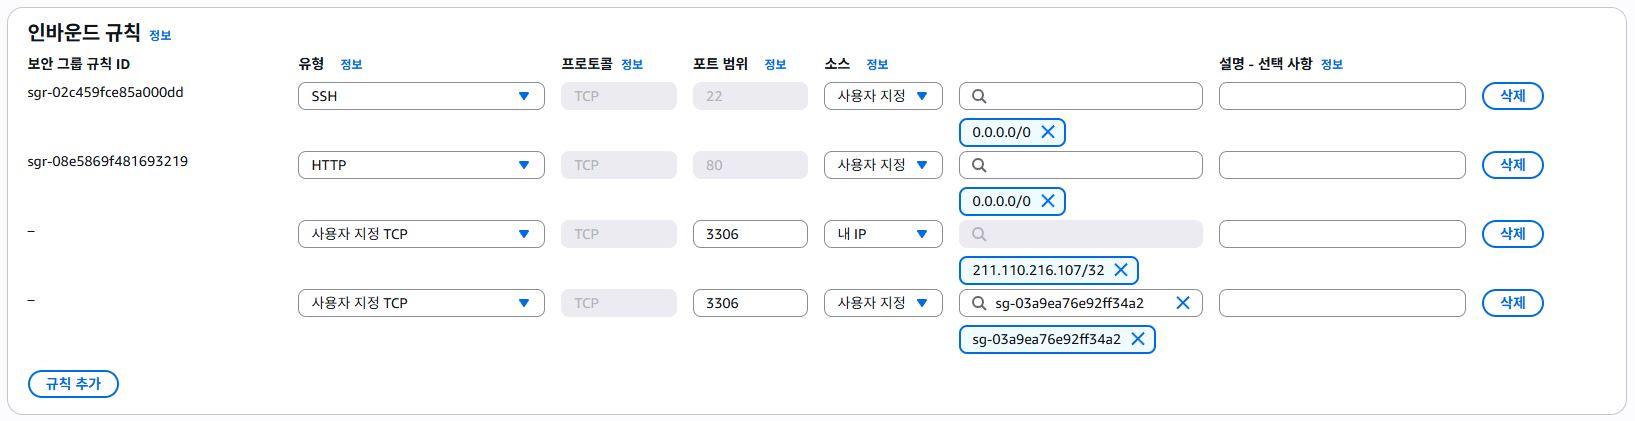 인바운드 규칙 정보
보안 그룹 규칙 ID 유형 정보 프로토콜 정보 포트 범위 정보 소스 정보 설명 - 선택 사항 정보
sgr-02c459fce85a000dd SSH TCP 22 사용자 지정 삭제
0.0.0.0/0
sgr-08e5869f481693219 HTTP TCP 80 사용자 지정 삭제
0.0.0.0/0
– 사용자 지정 TCP TCP 3306 내 IP 삭제
211.110.216.107/32
– 사용자 지정 TCP TCP 3306 사용자 지정 sg-03a9ea76e92ff34a2 삭제
sg-03a9ea76e92ff34a2
규칙 추가